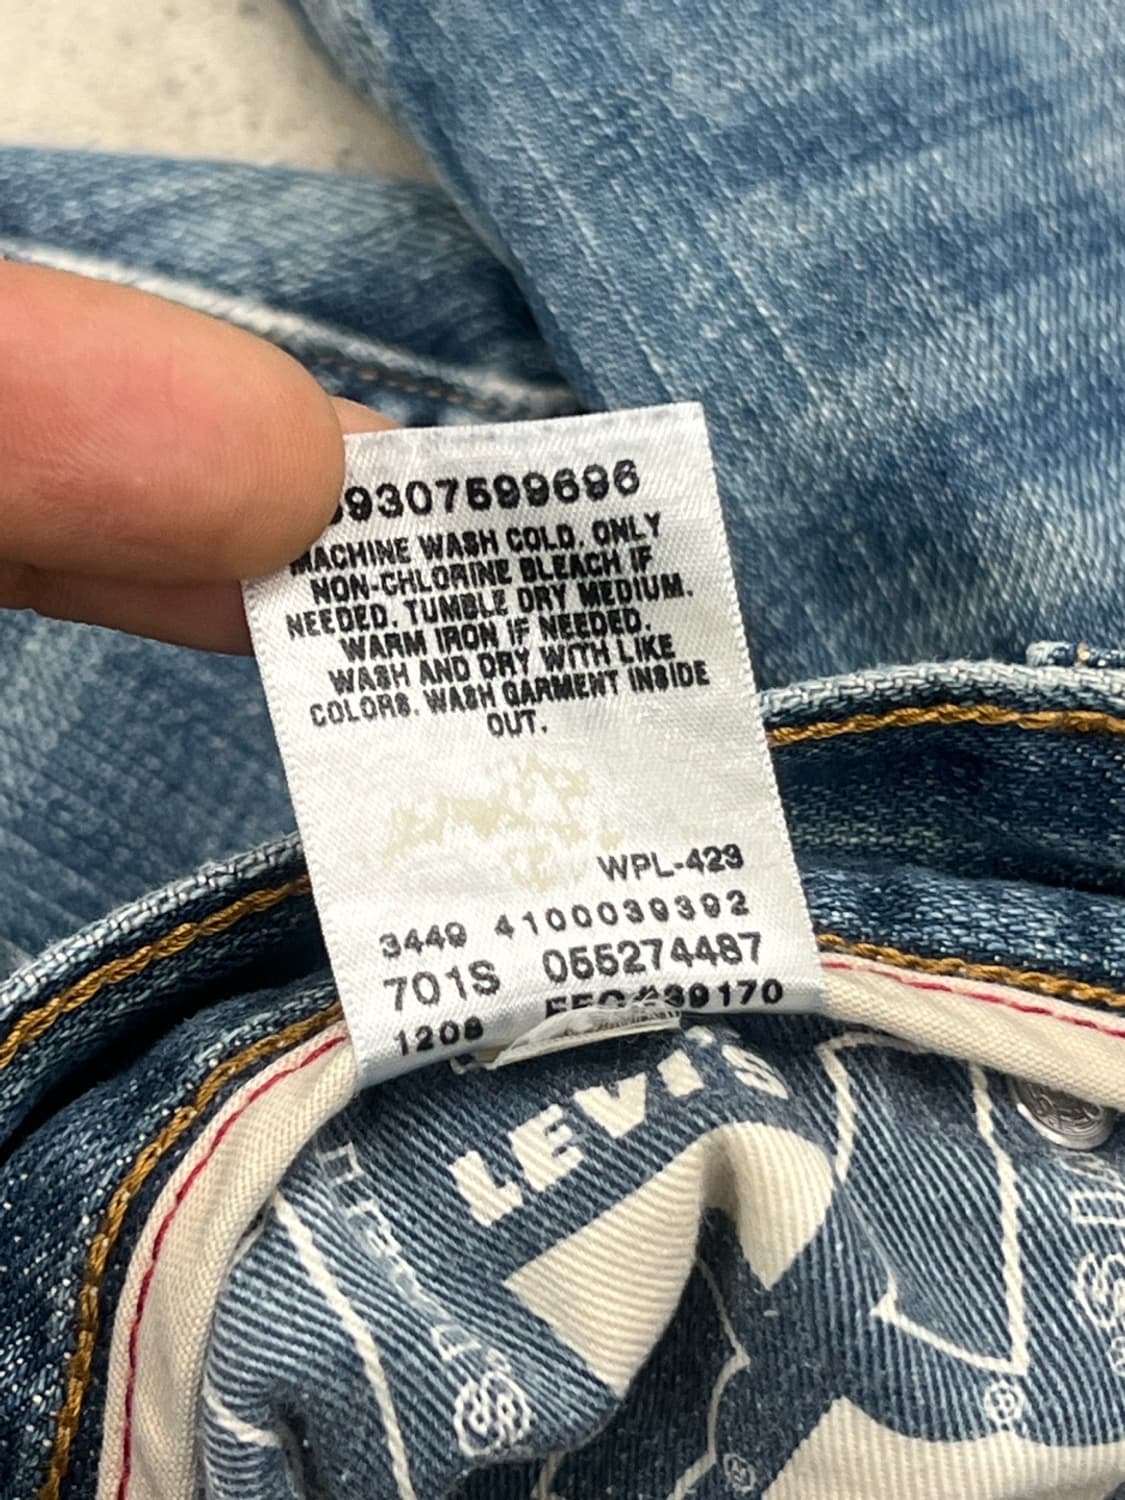 9307599696
MACHINE WASH COLD. ONLY
NON-CHLORINE BLEACH IF
NEEDED. TUMBLE DRY MEDIUM.
WARM IRON IF NEEDED.
WASH AND DRY WITH LIKE
COLORS. WASH GARMENT INSIDE
OUT.
WPL-423
3449 4100039392
701S 055274487
1208
LEVI'S